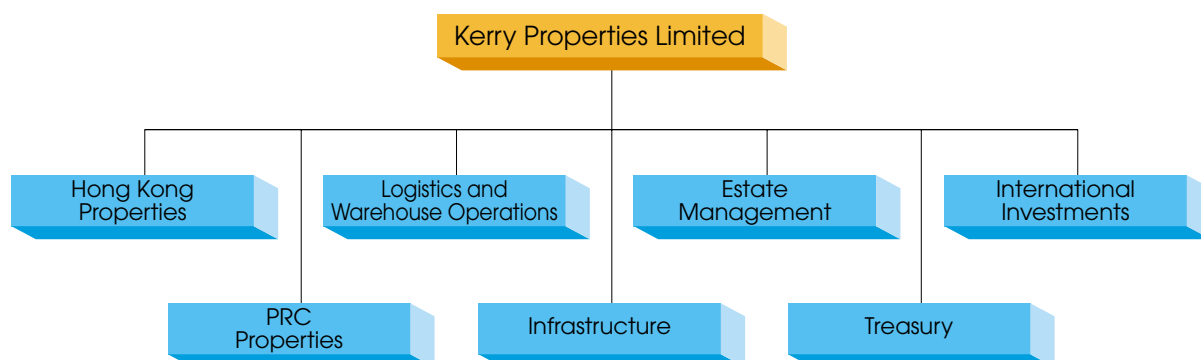 Kerry Properties Limited
Hong Kong
Properties
Logistics and
Warehouse Operations
Estate
Management
International
Investments
PRC
Properties
Infrastructure
Treasury